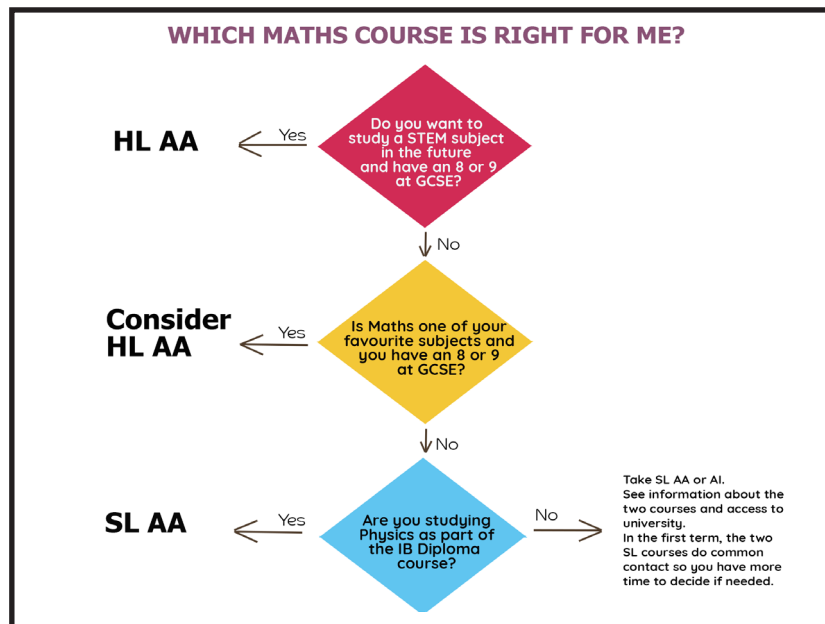 WHICH MATHS COURSE IS RIGHT FOR ME?
Do you want to
study a STEM subject
in the future
and have an 8 or 9
at GCSE?
Yes
HL AA
No
Is Maths one of your
favourite subjects and
you have an 8 or 9
at GCSE?
Yes
Consider
HL AA
No
Are you studying
Physics as part of
the IB Diploma
course?
Yes
SL AA
No
Take SL AA or AI.
See information about the
two courses and access to
university.
In the first term, the two
SL courses do common
contact so you have more
time to decide if needed.